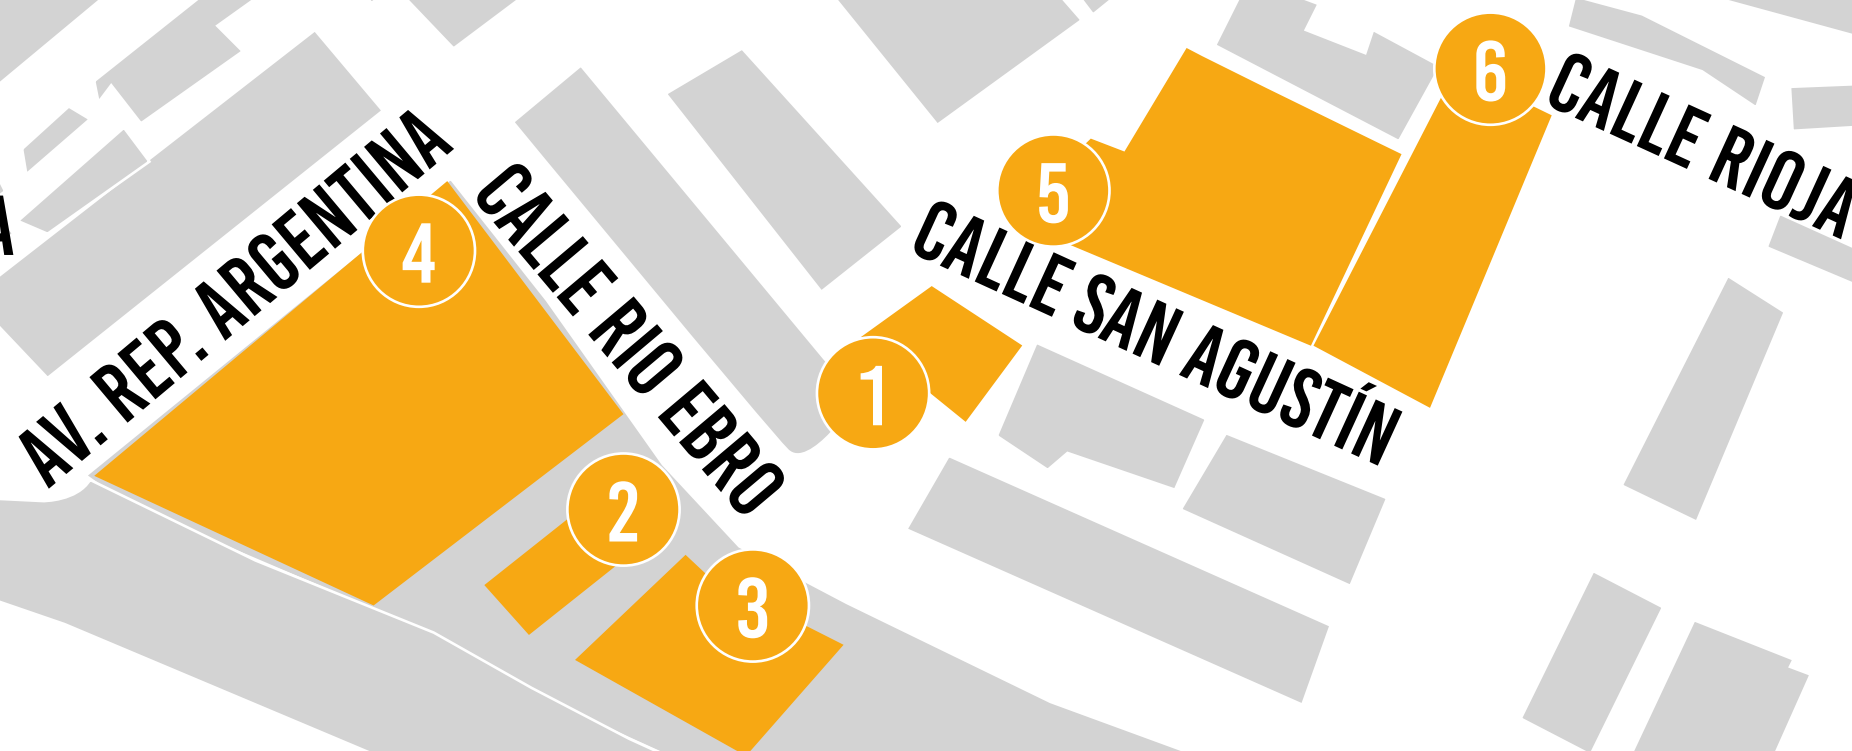 AV. REP. ARGENTINA
4
CALLE RIO EBRO
2
3
1
5
CALLE SAN AGUSTÍN
6
CALLE RIOJA
A